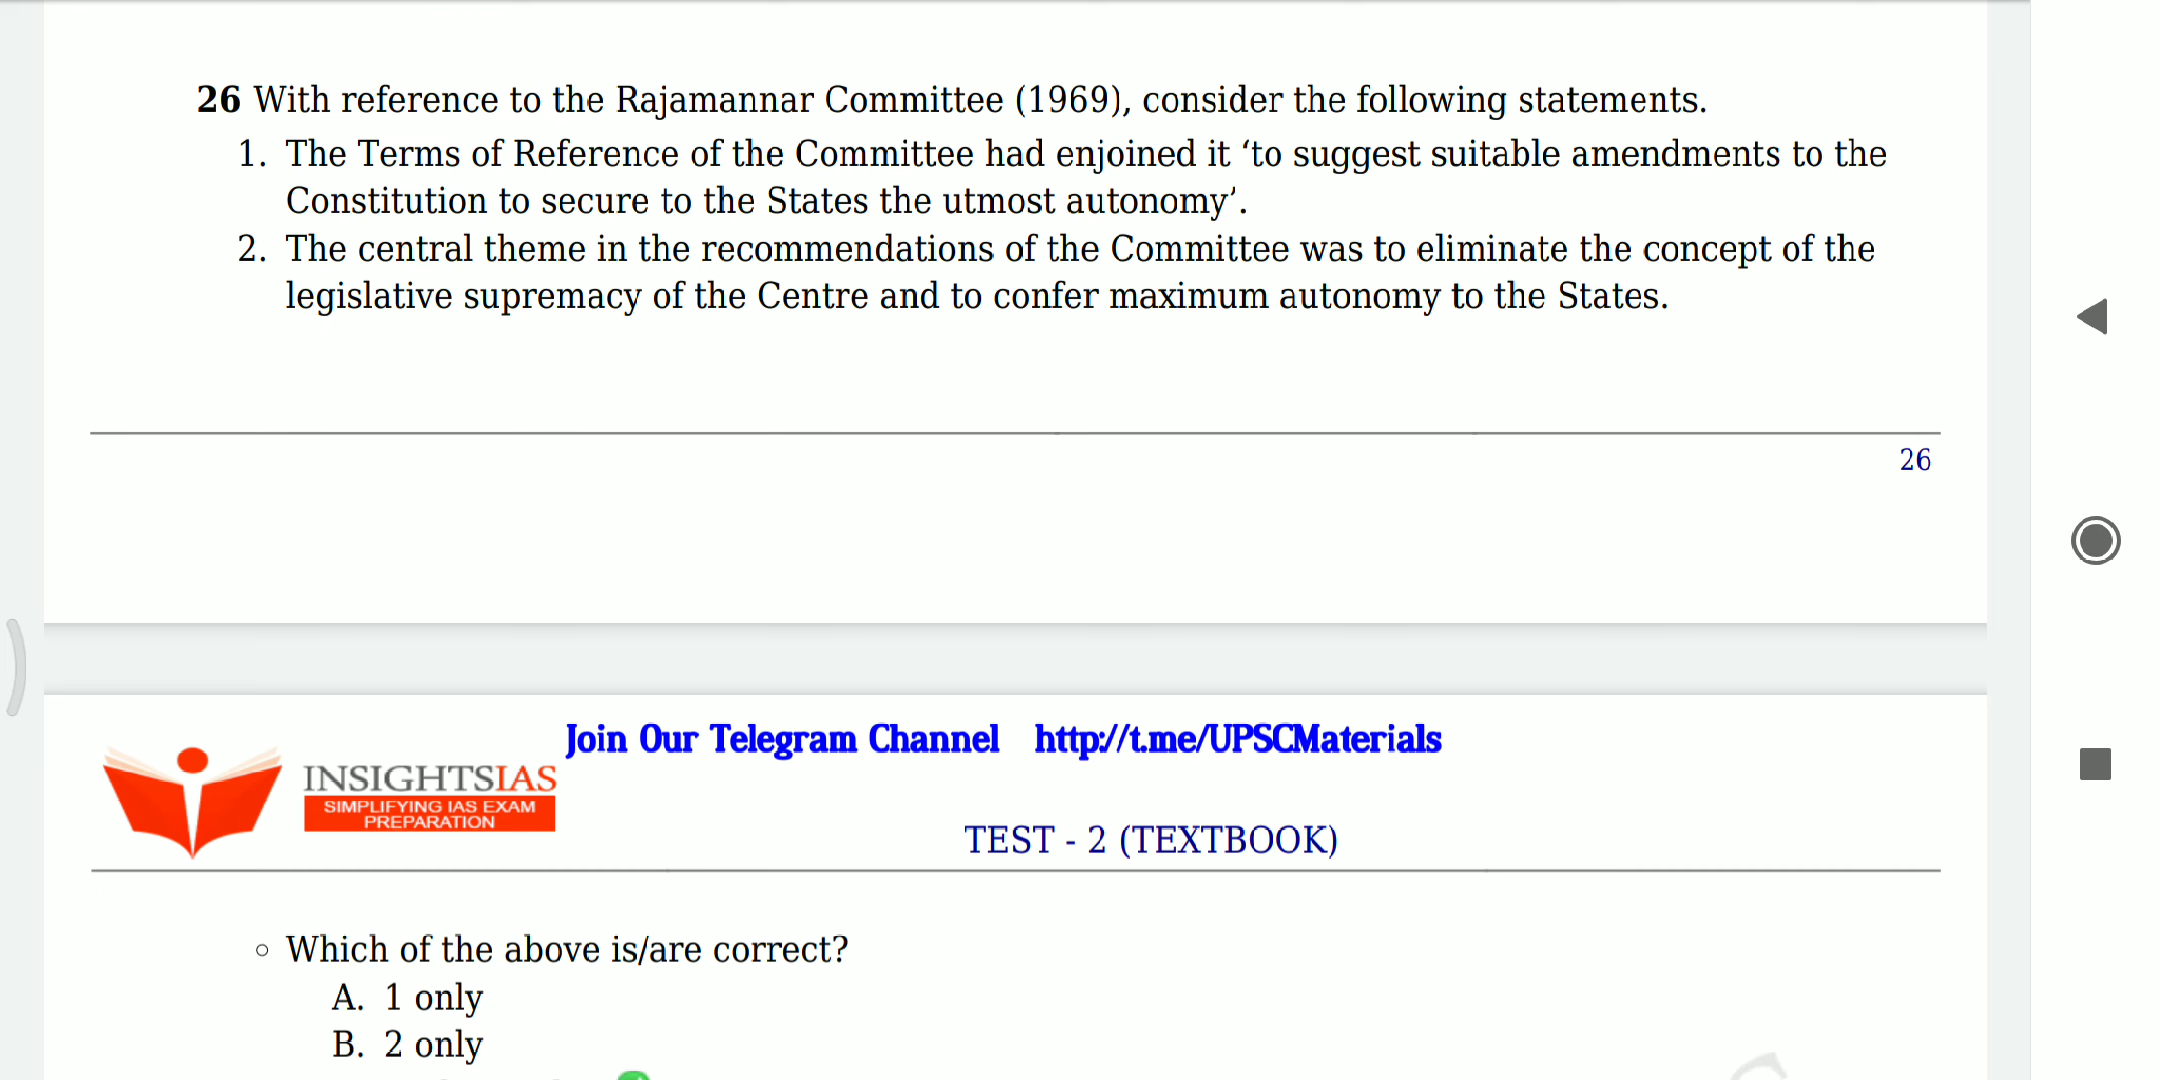 26 With reference to the Rajamannar Committee (1969), consider the following statements.
1. The Terms of Reference of the Committee had enjoined it ‘to suggest suitable amendments to the
Constitution to secure to the States the utmost autonomy’.
2. The central theme in the recommendations of the Committee was to eliminate the concept of the
legislative supremacy of the Centre and to confer maximum autonomy to the States.
26
Join Our Telegram Channel http://t.me/UPSCMaterials
INSIGHTSIAS
SIMPLIFYING IAS EXAM
PREPARATION
TEST - 2 (TEXTBOOK)
Which of the above is/are correct?
A. 1 only
B. 2 only